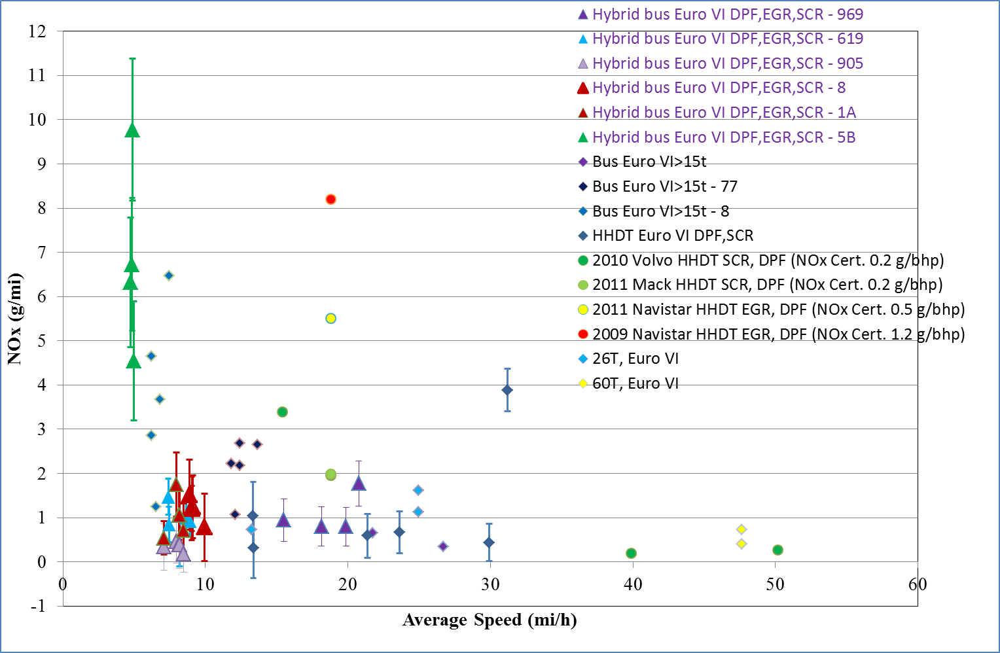 Hybrid bus Euro VI DPF,EGR,SCR - 969
Hybrid bus Euro VI DPF,EGR,SCR - 619
Hybrid bus Euro VI DPF,EGR,SCR - 905
Hybrid bus Euro VI DPF,EGR,SCR - 8
Hybrid bus Euro VI DPF,EGR,SCR - 1A
Hybrid bus Euro VI DPF,EGR,SCR - 5B
Bus Euro VI>15t
Bus Euro VI>15t - 77
Bus Euro VI>15t - 8
HHDT Euro VI DPF,SCR
2010 Volvo HHDT SCR, DPF (NOx Cert. 0.2 g/bhp)
2011 Mack HHDT SCR, DPF (NOx Cert. 0.2 g/bhp)
2011 Navistar HHDT EGR, DPF (NOx Cert. 0.5 g/bhp)
2009 Navistar HHDT EGR, DPF (NOx Cert. 1.2 g/bhp)
26T, Euro VI
60T, Euro VI
12
11
10
9
8
7
6
5
4
3
2
1
0
-1
NOx (g/mi)
0 10 20 30 40 50 60
Average Speed (mi/h)